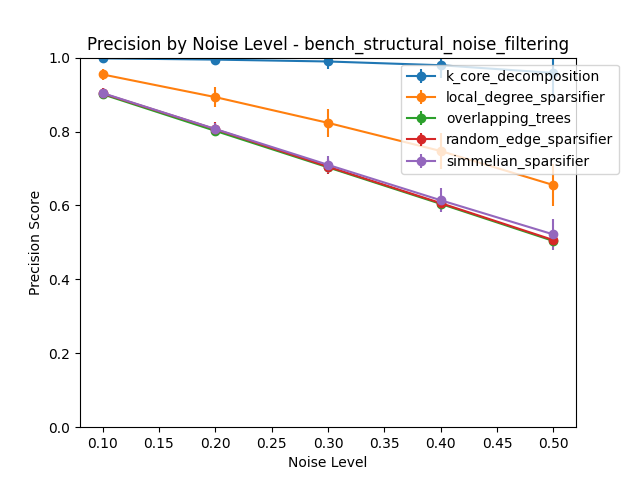 Precision by Noise Level - bench_structural_noise_filtering
1.0
0.8
0.6
0.4
0.2
0.0
Precision Score
k_core_decomposition
local_degree_sparsifier
overlapping_trees
random_edge_sparsifier
simmelian_sparsifier
0.10 0.15 0.20 0.25 0.30 0.35 0.40 0.45 0.50
Noise Level